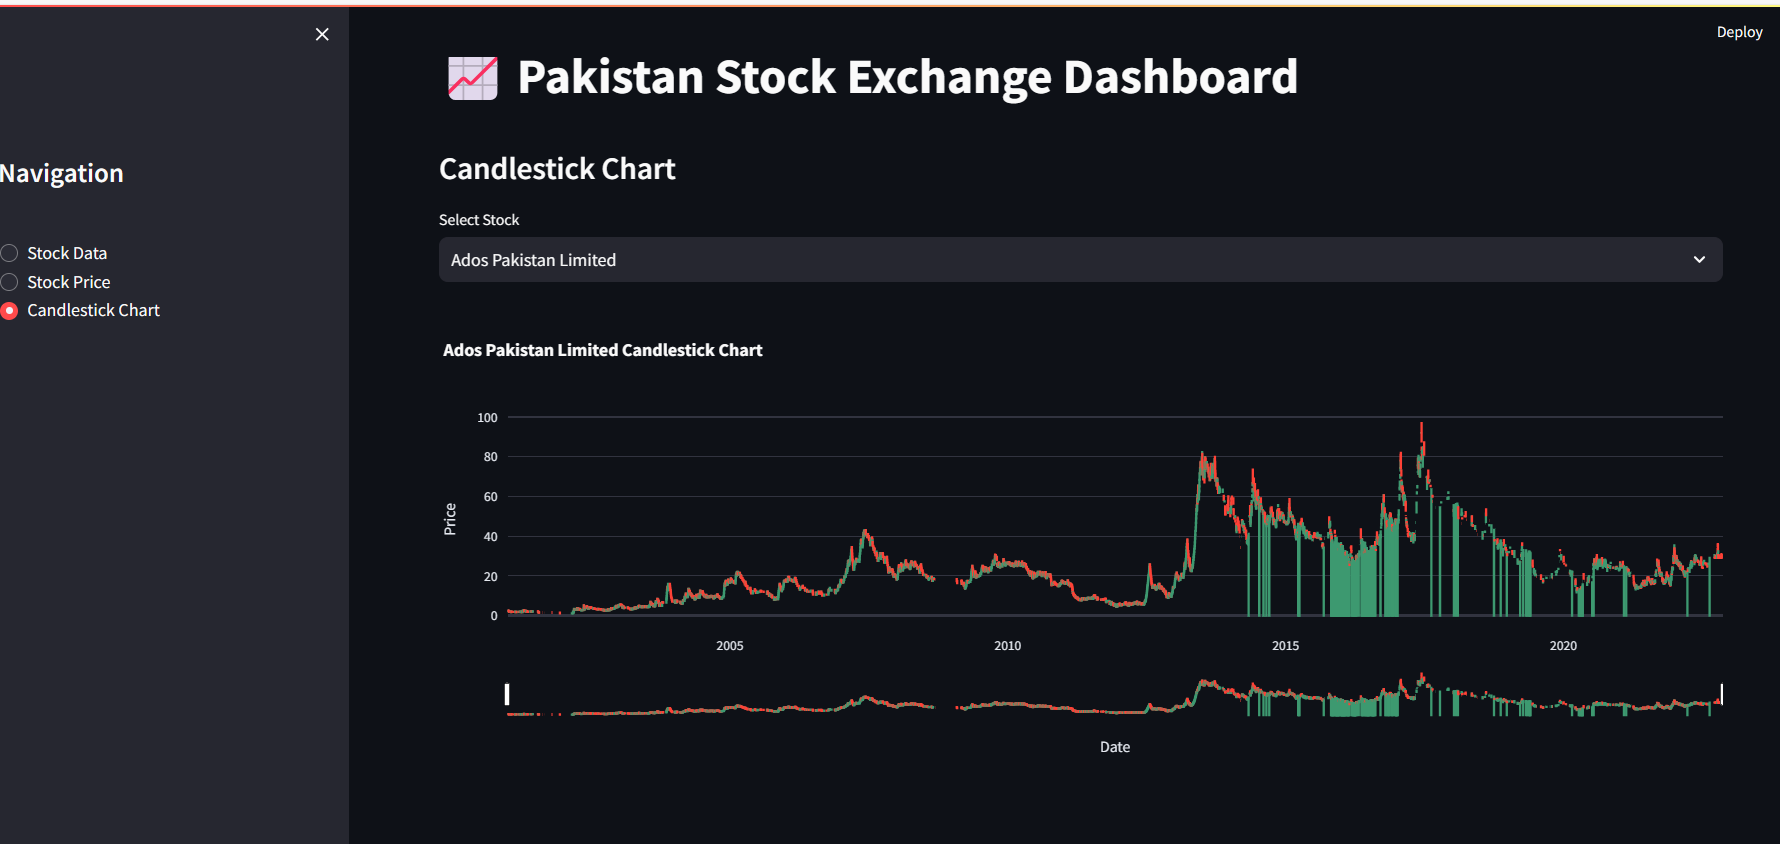 Deploy
Pakistan Stock Exchange Dashboard
Navigation
Stock Data
Stock Price
Candlestick Chart
Candlestick Chart
Select Stock
Ados Pakistan Limited
Ados Pakistan Limited Candlestick Chart
100
80
60
40
20
0
Price
2005 2010 2015 2020
Date